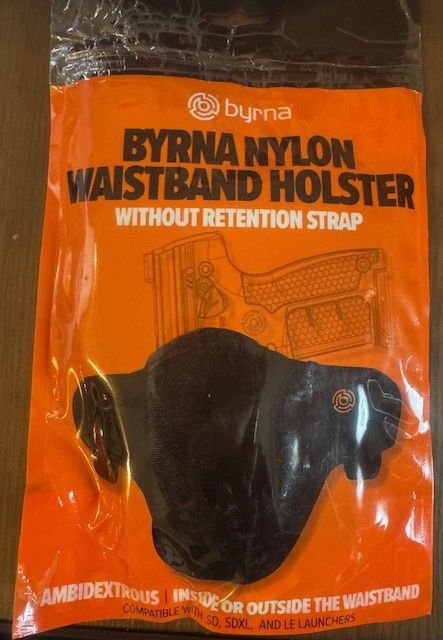 byrna
BYRNA NYLON
WAISTBAND HOLSTER
WITHOUT RETENTION STRAP
AMBIDEXTROUS | INSIDE OR OUTSIDE THE WAISTBAND
COMPATIBLE WITH SD, SDXL, AND LE LAUNCHERS